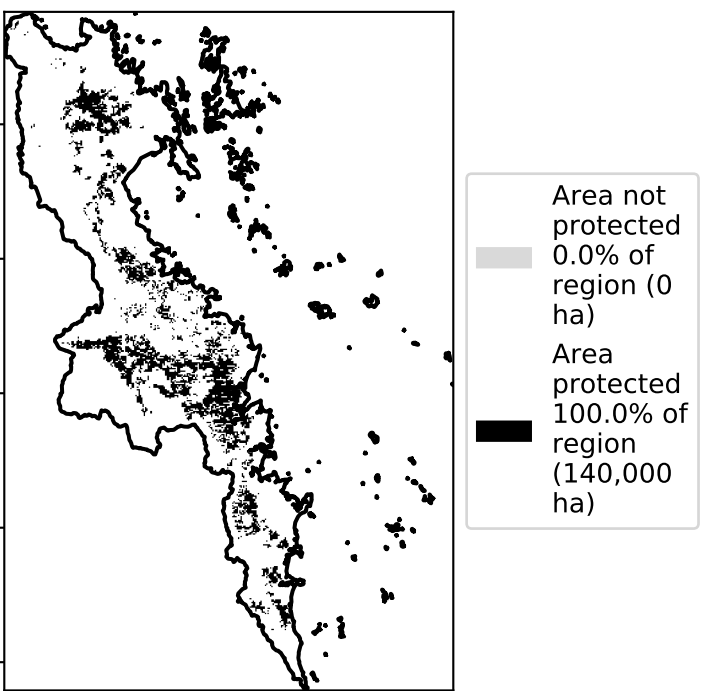 Area not
protected
0.0% of
region (0
ha)
Area
protected
100.0% of
region
(140,000
ha)